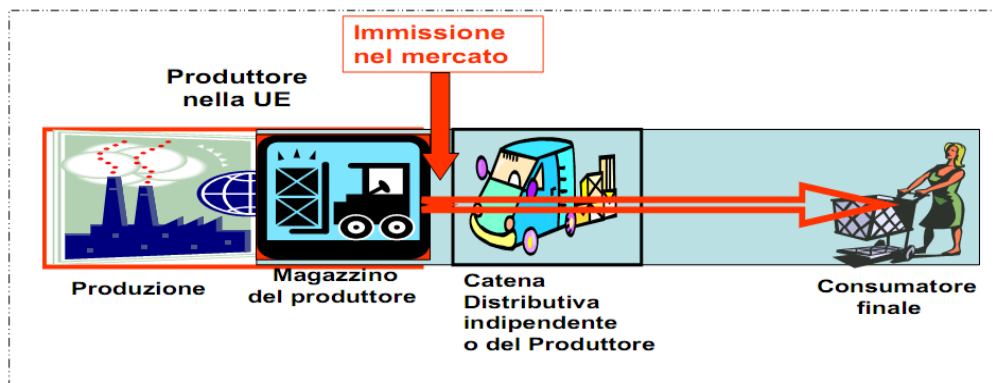 Immissione
nel mercato
Produttore
nella UE
Produzione
Magazzino
del produttore
Catena
Distributiva
indipendente
o del Produttore
Consumatore
finale